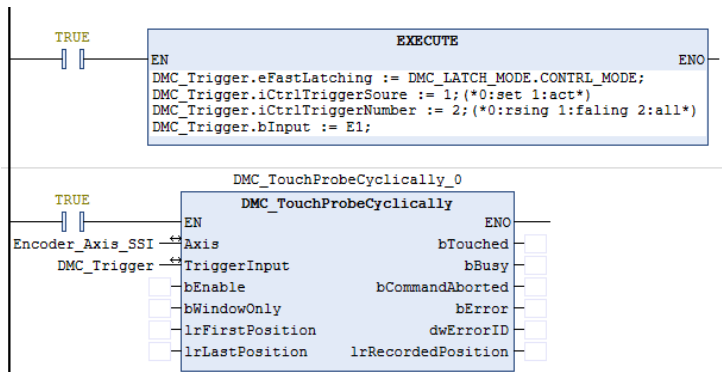 TRUE
EXECUTE
EN ENO
DMC_Trigger.eFastLatching := DMC_LATCH_MODE.CONTRL_MODE;
DMC_Trigger.iCtrlTriggerSoure := 1;(*0:set 1:act*)
DMC_Trigger.iCtrlTriggerNumber := 2;(*0:rsing 1:faling 2:all*)
DMC_Trigger.bInput := E1;
DMC_TouchProbeCyclically_0
TRUE
DMC_TouchProbeCyclically
EN ENO
Encoder_Axis_SSI Axis bTouched
DMC_Trigger TriggerInput bBusy
bEnable bCommandAborted
bWindowOnly bError
lrFirstPosition dwErrorID
lrLastPosition lrRecordedPosition